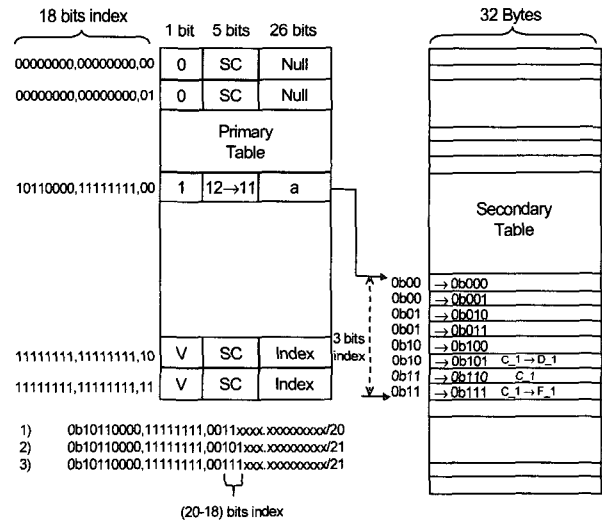 18 bits index
1 bit 5 bits 26 bits
32 Bytes
00000000,00000000,00 0 SC Null
00000000,00000000,01 0 SC Null
Primary
Table
10110000,11111111,00 1 12→11 a
Secondary
Table
0b00 → 0b000
0b00 → 0b001
0b01 → 0b010
0b01 → 0b011
3 bits
index
0b10 → 0b100
0b10 → 0b101 C_1→D_1
0b11 → 0b110 C_1
0b11 → 0b111 C_1→F_1
11111111,11111111,10 V SC Index
11111111,11111111,11 V SC Index
1) 0b10110000,11111111,0011xxxx.xxxxxxxx/20
2) 0b10110000,11111111,00101xxx.xxxxxxxx/21
3) 0b10110000,11111111,00111xxx.xxxxxxxx/21
(20-18) bits index